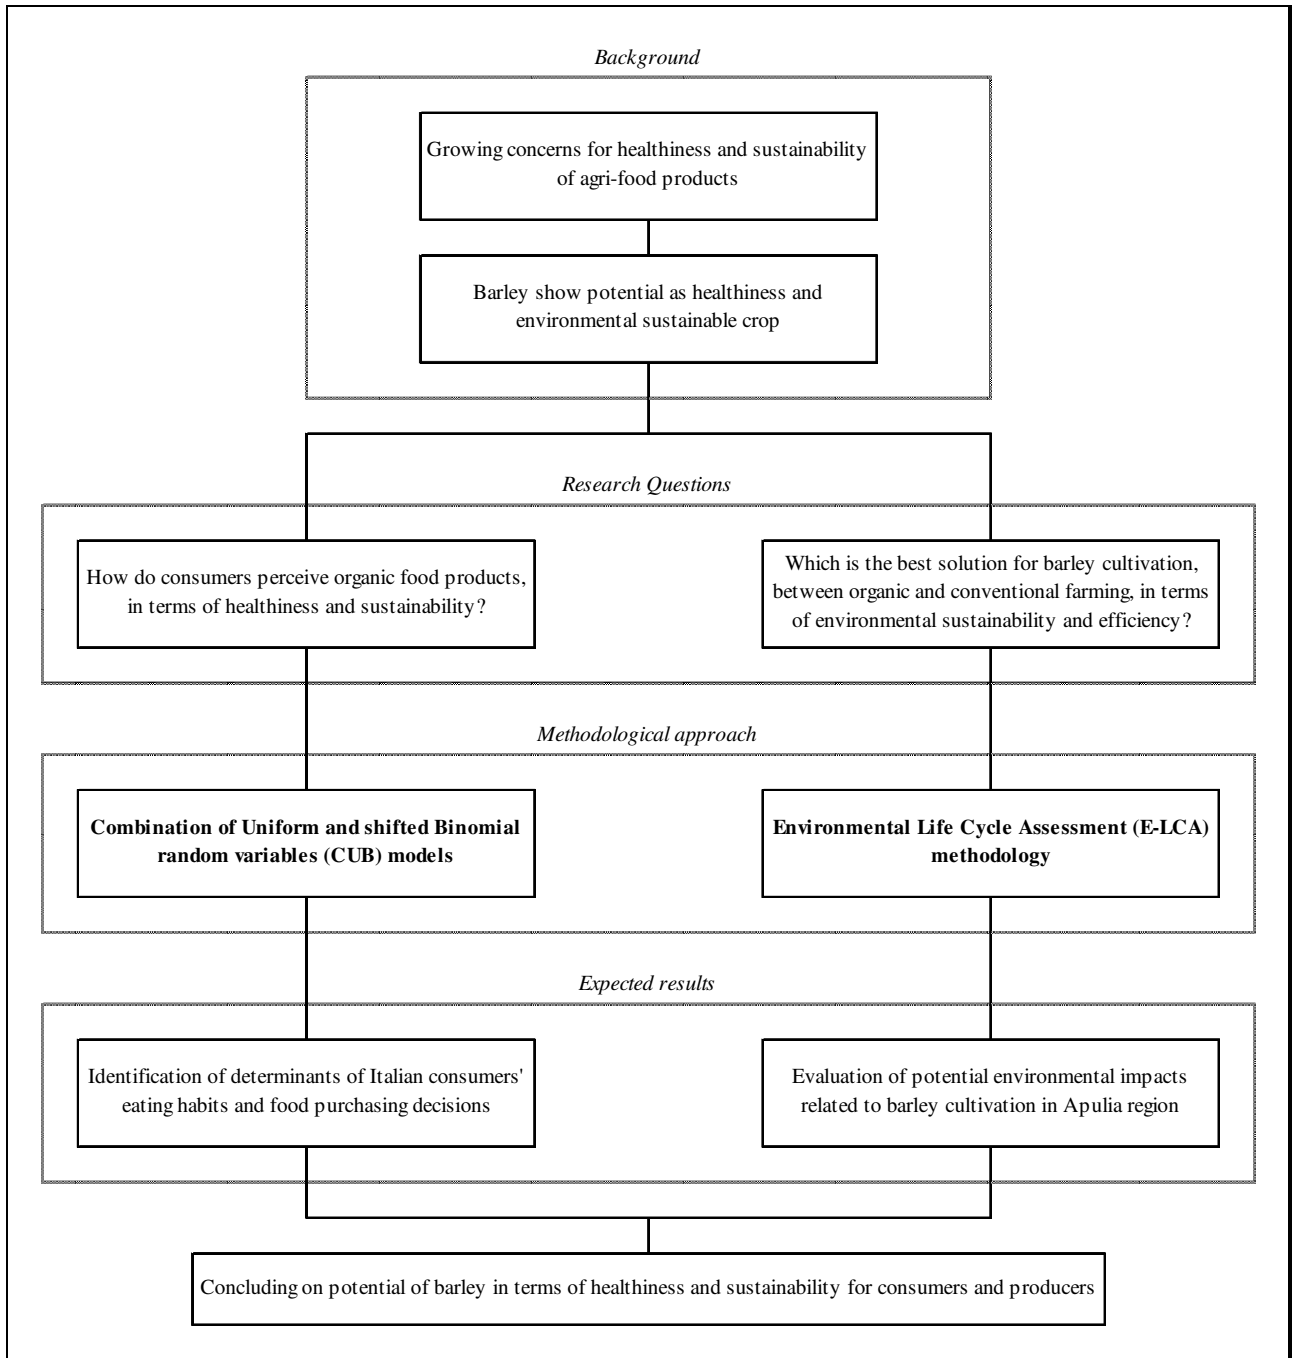 Background
Growing concerns for healthiness and sustainability
of agri-food products
Barley show potential as healthiness and
environmental sustainable crop
Research Questions
How do consumers perceive organic food products,
in terms of healthiness and sustainability?
Which is the best solution for barley cultivation,
between organic and conventional farming, in terms
of environmental sustainability and efficiency?
Methodological approach
Combination of Uniform and shifted Binomial
random variables (CUB) models
Environmental Life Cycle Assessment (E-LCA)
methodology
Expected results
Identification of determinants of Italian consumers'
eating habits and food purchasing decisions
Evaluation of potential environmental impacts
related to barley cultivation in Apulia region
Concluding on potential of barley in terms of healthiness and sustainability for consumers and producers